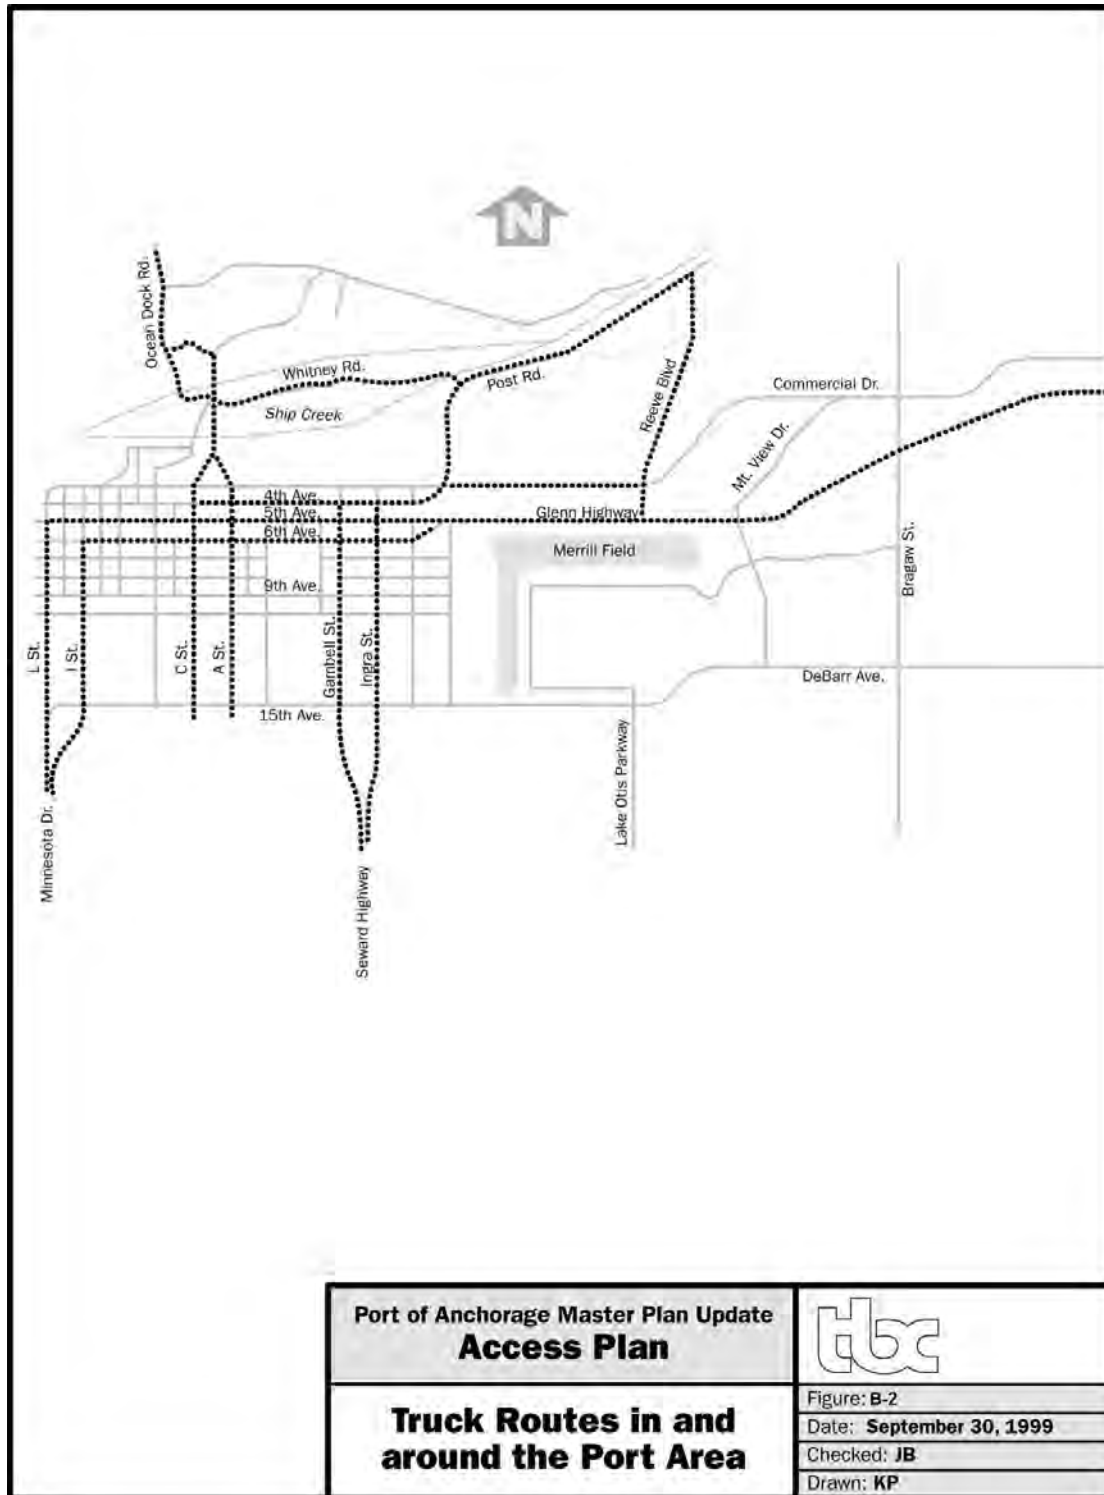 N
Ocean Dock Rd.
Whitney Rd.
Ship Creek
Post Rd.
Reeve Blvd
Commercial Dr.
Mt. View Dr.
4th Ave.
5th Ave.
6th Ave.
Glenn Highway
Merrill Field
9th Ave.
Bragaw St.
L St.
I St.
C St.
A St.
Gambell St.
Ingra St.
DeBarr Ave.
15th Ave.
Minnesota Dr.
Seward Highway
Lake Otis Parkway
Port of Anchorage Master Plan Update
Access Plan
tbc
Truck Routes in and
around the Port Area
Figure: B-2
Date: September 30, 1999
Checked: JB
Drawn: KP